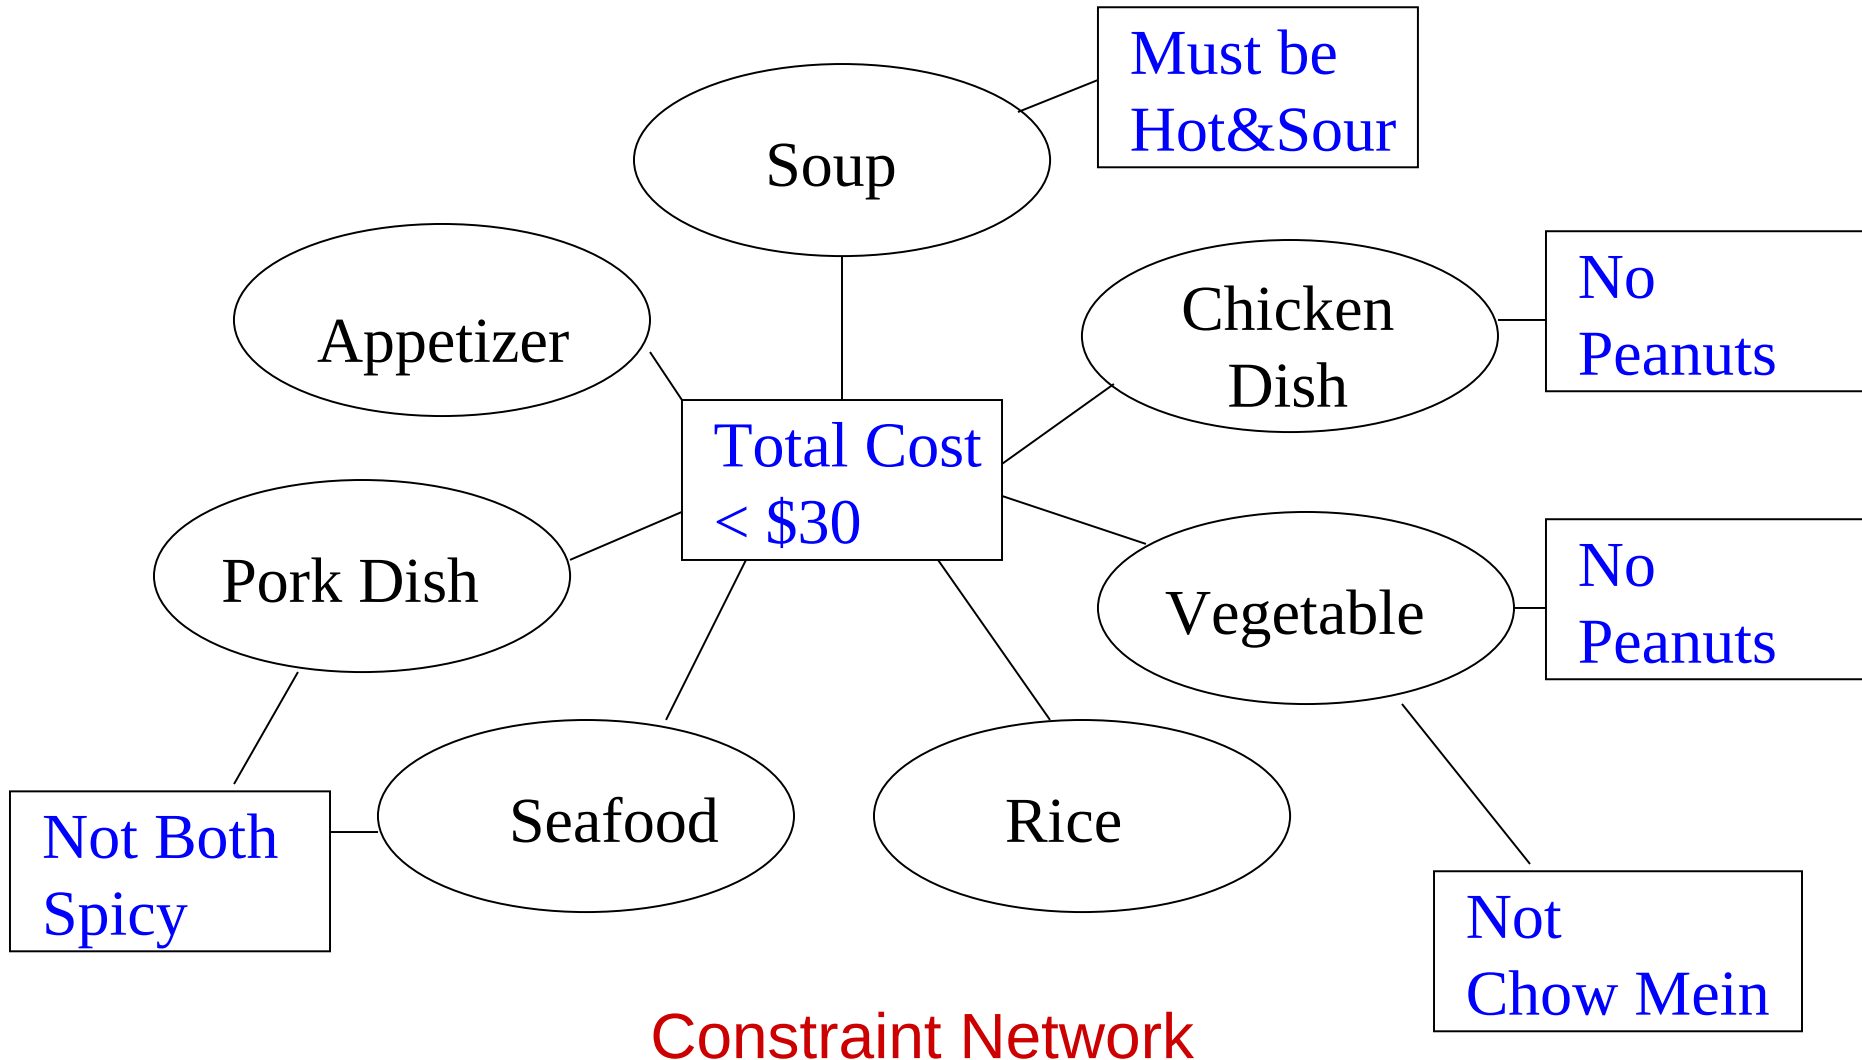 Must be
Hot&Sour
Soup
Appetizer
Chicken
Dish
No
Peanuts
Total Cost
< $30
Pork Dish
Vegetable
No
Peanuts
Not Both
Spicy
Seafood
Rice
Not
Chow Mein
Constraint Network